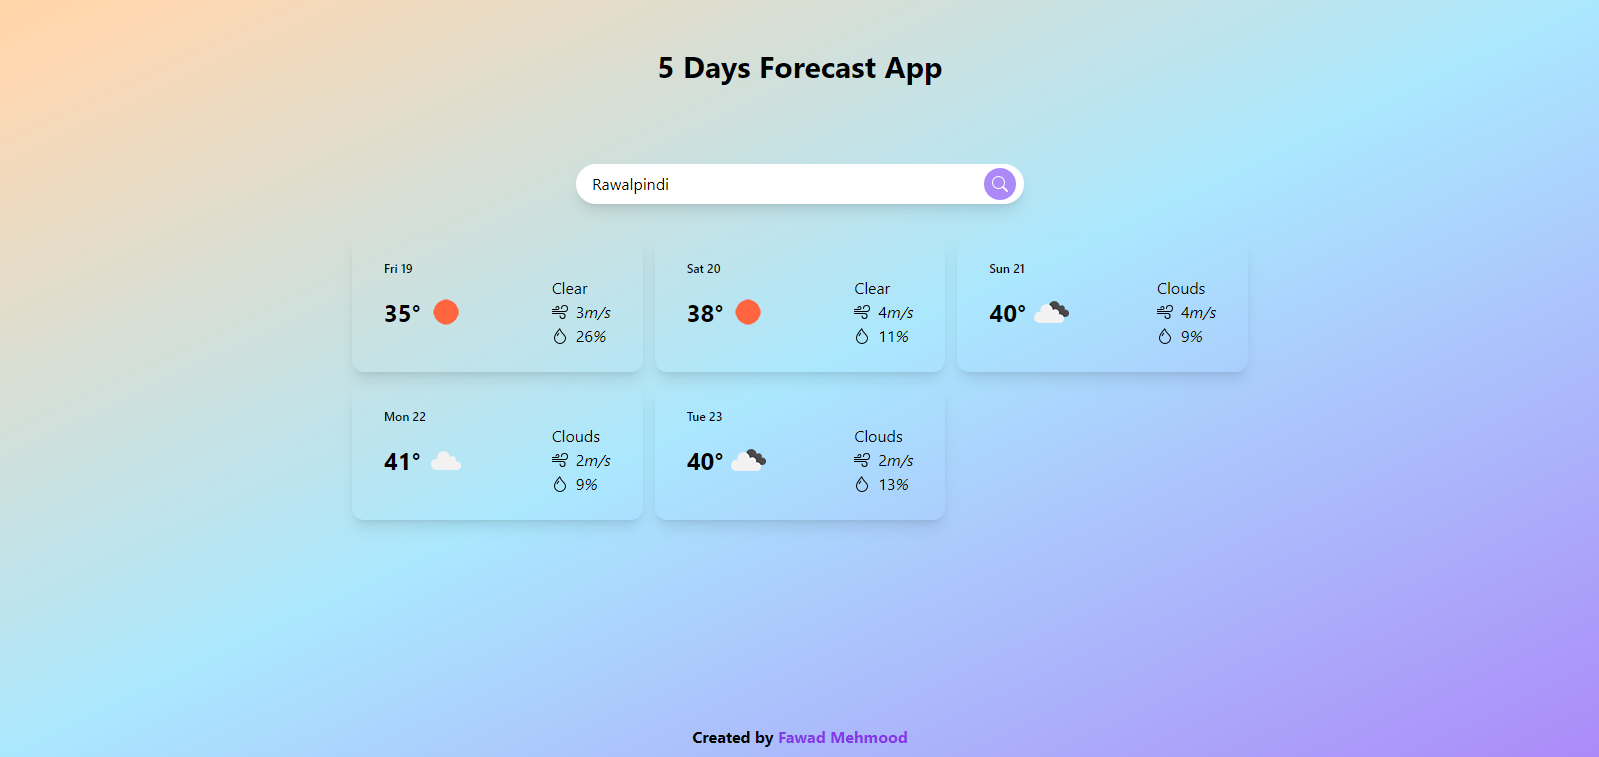 5 Days Forecast App
Rawalpindi
Fri 19
35°
Clear
3m/s
26%
Sat 20
38°
Clear
4m/s
11%
Sun 21
40°
Clouds
4m/s
9%
Mon 22
41°
Clouds
2m/s
9%
Tue 23
40°
Clouds
2m/s
13%
Created by Fawad Mehmood